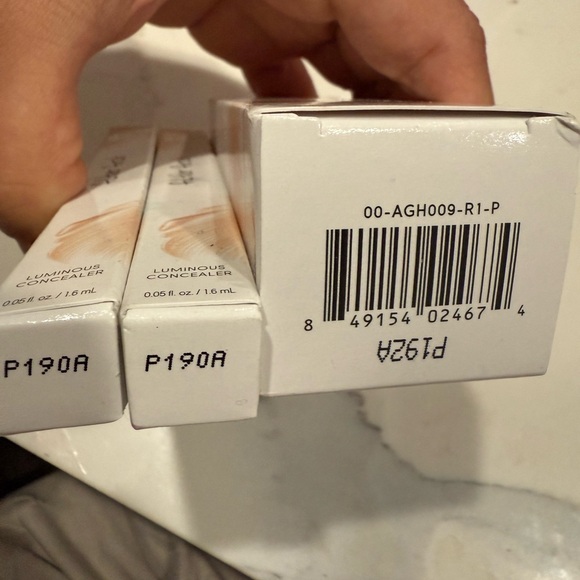 LUMINOUS
CONCEALER
0.05 fl. oz. / 1.6 mL
P190A
LUMINOUS
CONCEALER
0.05 fl. oz. / 1.6 mL
P190A
00-AGH009-R1-P
8 49154 02467 4
P192A